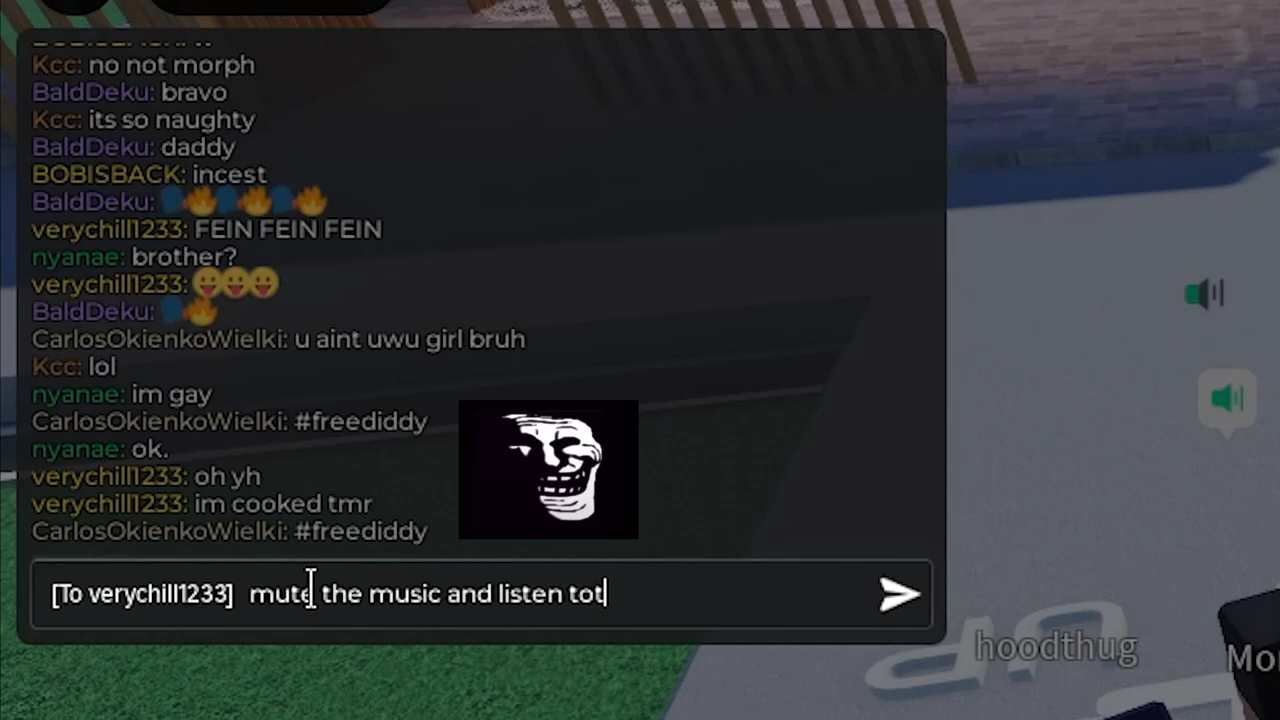 Kcc: no not morph
BaldDeku: bravo
Kcc: its so naughty
BaldDeku: daddy
BOBISBACK: incest
BaldDeku: 🗣🔥🗣🔥🗣🔥
verychill1233: FEIN FEIN FEIN
nyanae: brother?
verychill1233: 😛😛😛
BaldDeku: 🗣🔥
CarlosOkienkoWielki: u aint uwu girl bruh
Kcc: lol
nyanae: im gay
CarlosOkienkoWielki: #freediddy
nyanae: ok.
verychill1233: oh yh
verychill1233: im cooked tmr
CarlosOkienkoWielki: #freediddy
[To verychill1233] mute the music and listen tot
hoodthug